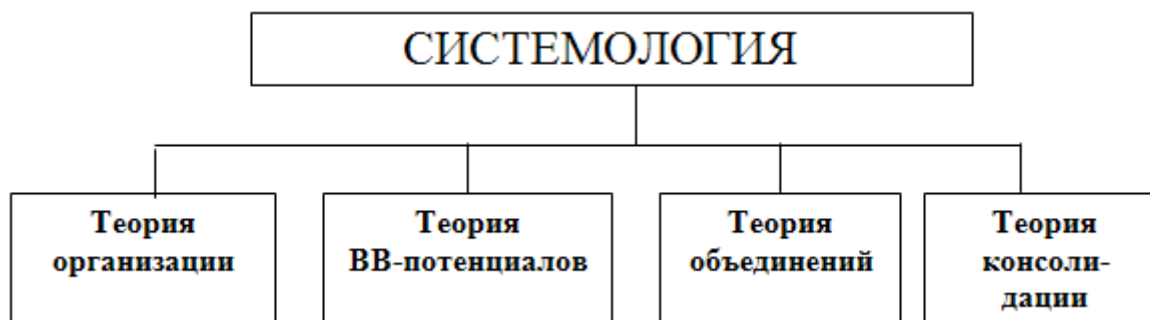 СИСТЕМОЛОГИЯ
Теория
организации
Теория
ВВ-потенциалов
Теория
объединений
Теория
консоли-
дации